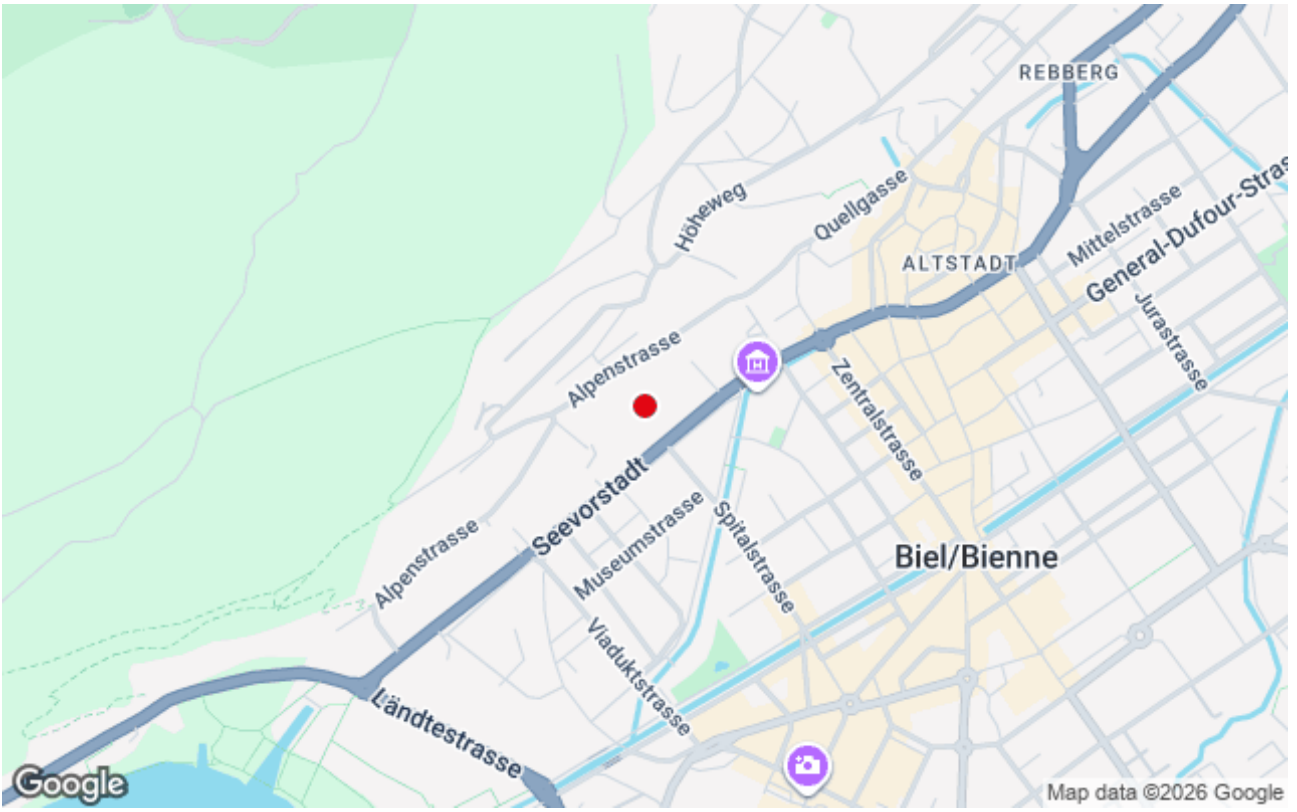 REBBERG
Höheweg
Quellgasse
Mittelstrasse
ALTSTADT
General-Dufour-Stras
Jurastrasse
Alpenstrasse
Zentralstrasse
Seevorstadt
Museumstrasse
Spitalstrasse
Biel/Bienne
Alpenstrasse
Viaduktstrasse
Ländtestrasse
Google
Map data ©2026 Google